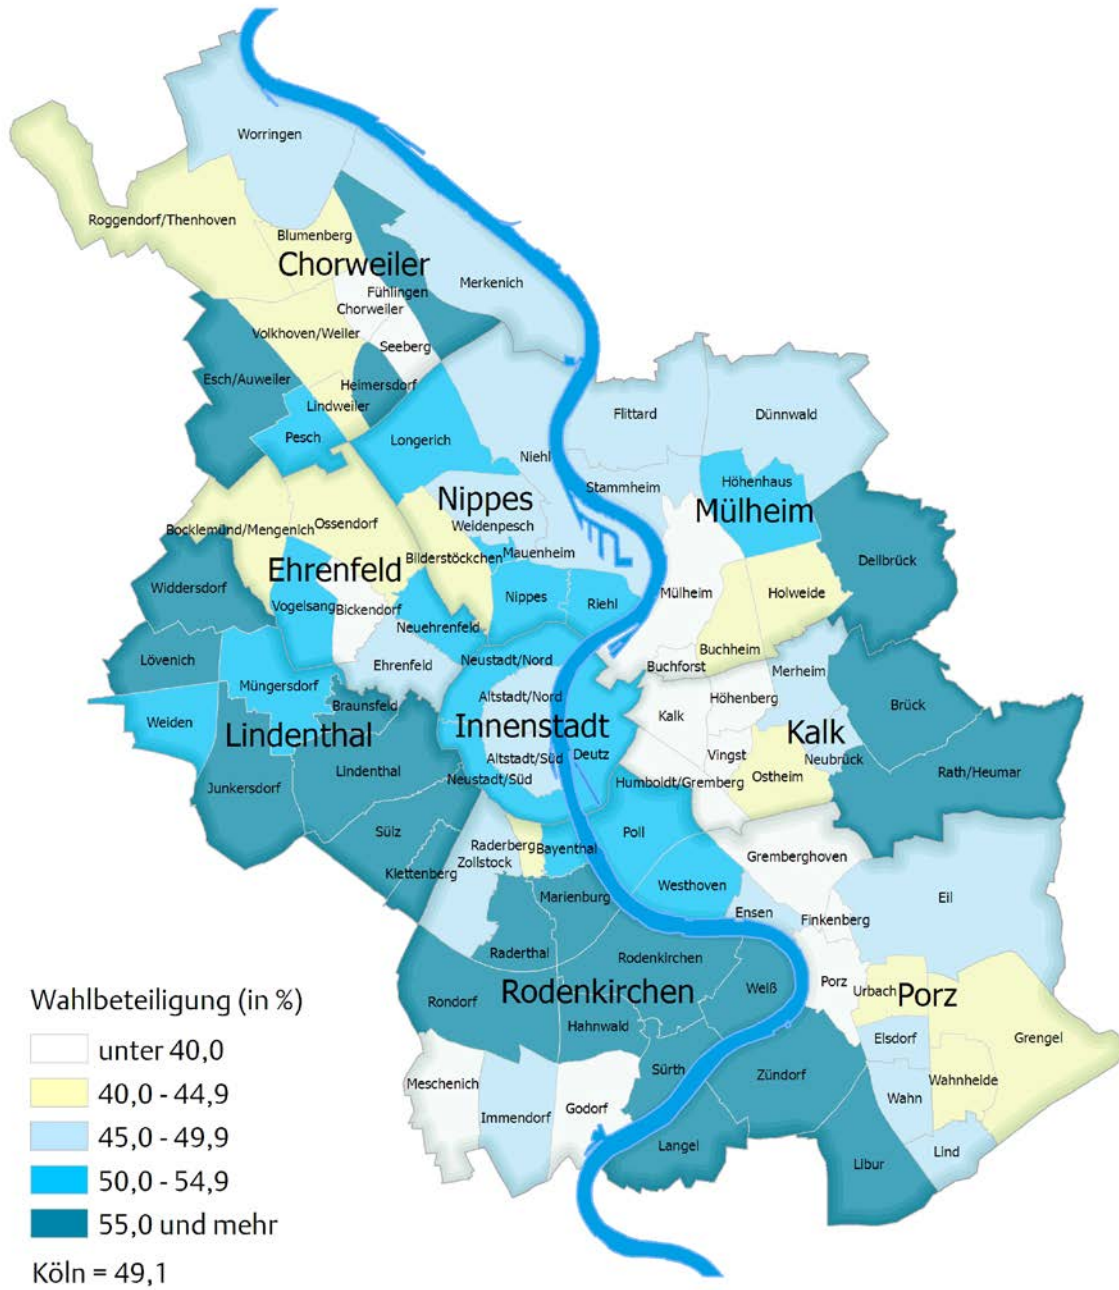 Worringen
Roggendorf/Thenhoven
Blumenberg
Chorweiler
Fühlingen
Merkenich
Chorweiler
Volkhoven/Weiler
Seeberg
Esch/Auweiler
Heimersdorf
Lindweiler
Pesch
Longerich
Flittard
Dünnwald
Niehl
Stammheim
Höhenhaus
Nippes
Mülheim
Weidenpesch
Bocklemünd/Mengenich
Ossendorf
Mauenheim
Bilderstöckchen
Dellbrück
Ehrenfeld
Widdersdorf
Vogelsang
Bickendorf
Nippes
Riehl
Mülheim
Holweide
Neuehrenfeld
Buchheim
Lövenich
Ehrenfeld
Neustadt/Nord
Buchforst
Merheim
Müngersdorf
Altstadt/Nord
Höhenberg
Braunsfeld
Brück
Weiden
Lindenthal
Innenstadt
Kalk
Kalk
Altstadt/Süd
Deutz
Vingst
Neubrück
Lindenthal
Neustadt/Süd
Humboldt/Gremberg
Ostheim
Rath/Heumar
Junkersdorf
Sülz
Raderberg
Bayenthal
Poll
Zollstock
Gremberghoven
Klettenberg
Marienburg
Westhoven
Eil
Ensen
Finkenberg
Raderthal
Rodenkirchen
Porz
Urbach
Porz
Rodenkirchen
Weiß
Rondorf
Hahnwald
Elsdorf
Grengel
Sürth
Zündorf
Wahnheide
Meschenich
Immendorf
Godorf
Wahn
Langel
Libur
Lind
Wahlbeteiligung (in %)
unter 40,0
40,0 - 44,9
45,0 - 49,9
50,0 - 54,9
55,0 und mehr
Köln = 49,1